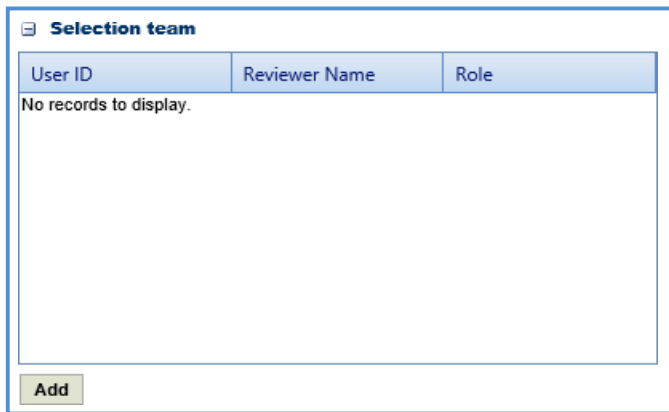 Selection team
User ID Reviewer Name Role
No records to display.
Add